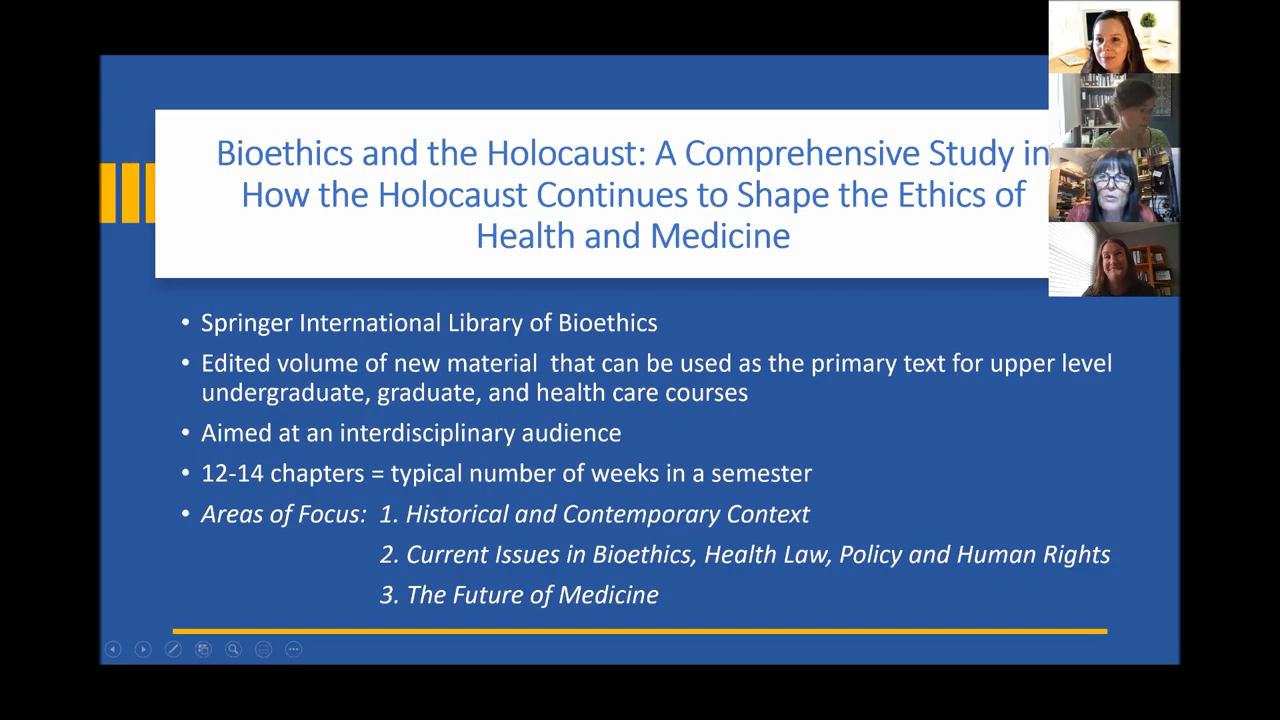 Bioethics and the Holocaust: A Comprehensive Study in
How the Holocaust Continues to Shape the Ethics of
Health and Medicine
• Springer International Library of Bioethics
• Edited volume of new material  that can be used as the primary text for upper level
undergraduate, graduate, and health care courses
• Aimed at an interdisciplinary audience
• 12-14 chapters = typical number of weeks in a semester
• Areas of Focus:  1. Historical and Contemporary Context
2. Current Issues in Bioethics, Health Law, Policy and Human Rights
3. The Future of Medicine